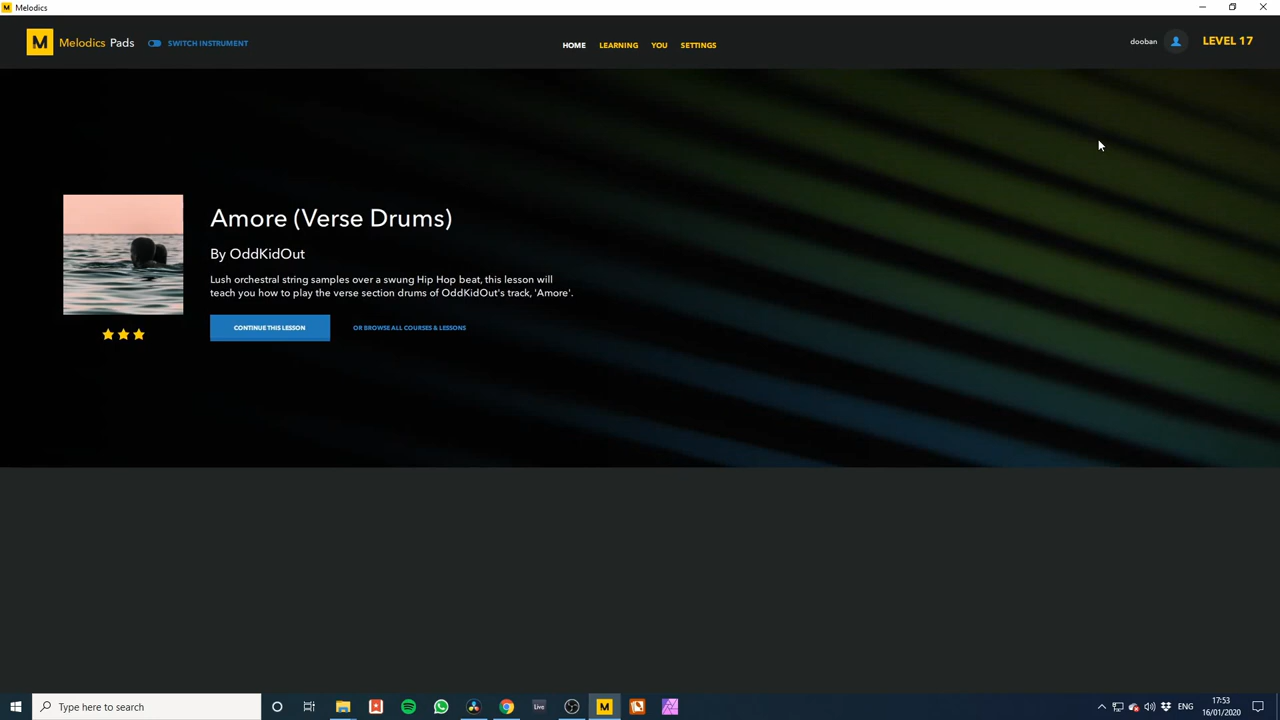 Melodics
Melodics Pads
SWITCH INSTRUMENT
HOME
LEARNING
YOU
SETTINGS
dooban
LEVEL 17
Amore (Verse Drums)
By OddKidOut
Lush orchestral string samples over a swung Hip Hop beat, this lesson will
teach you how to play the verse section drums of OddKidOut's track, 'Amore'.
CONTINUE THIS LESSON
OR BROWSE ALL COURSES & LESSONS
Type here to search
Live
ENG
17:53
16/01/2020